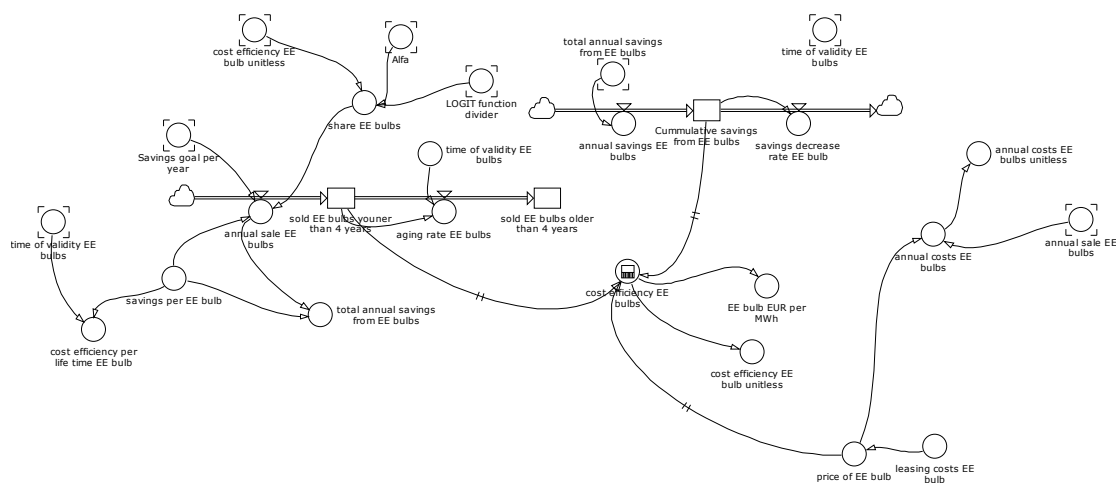 cost efficiency EE
bulb unitless
Alfa
total annual savings
from EE bulbs
time of validity EE
bulbs
LOGIT function
divider
share EE bulbs
Savings goal per
year
time of validity EE
bulbs
annual savings EE
bulbs
Cummulative savings
from EE bulbs
savings decrease
rate EE bulb
annual costs EE
bulbs unitless
time of validity EE
bulbs
annual sale EE
bulbs
sold EE bulbs youner
than 4 years
aging rate EE bulbs
sold EE bulbs older
than 4 years
annual costs EE
bulbs
annual sale EE
bulbs
savings per EE bulb
total annual savings
from EE bulbs
cost efficiency EE
bulbs
EE bulb EUR per
MWh
cost efficiency per
life time EE bulb
cost efficiency EE
bulb unitless
price of EE bulb
leasing costs EE
bulb